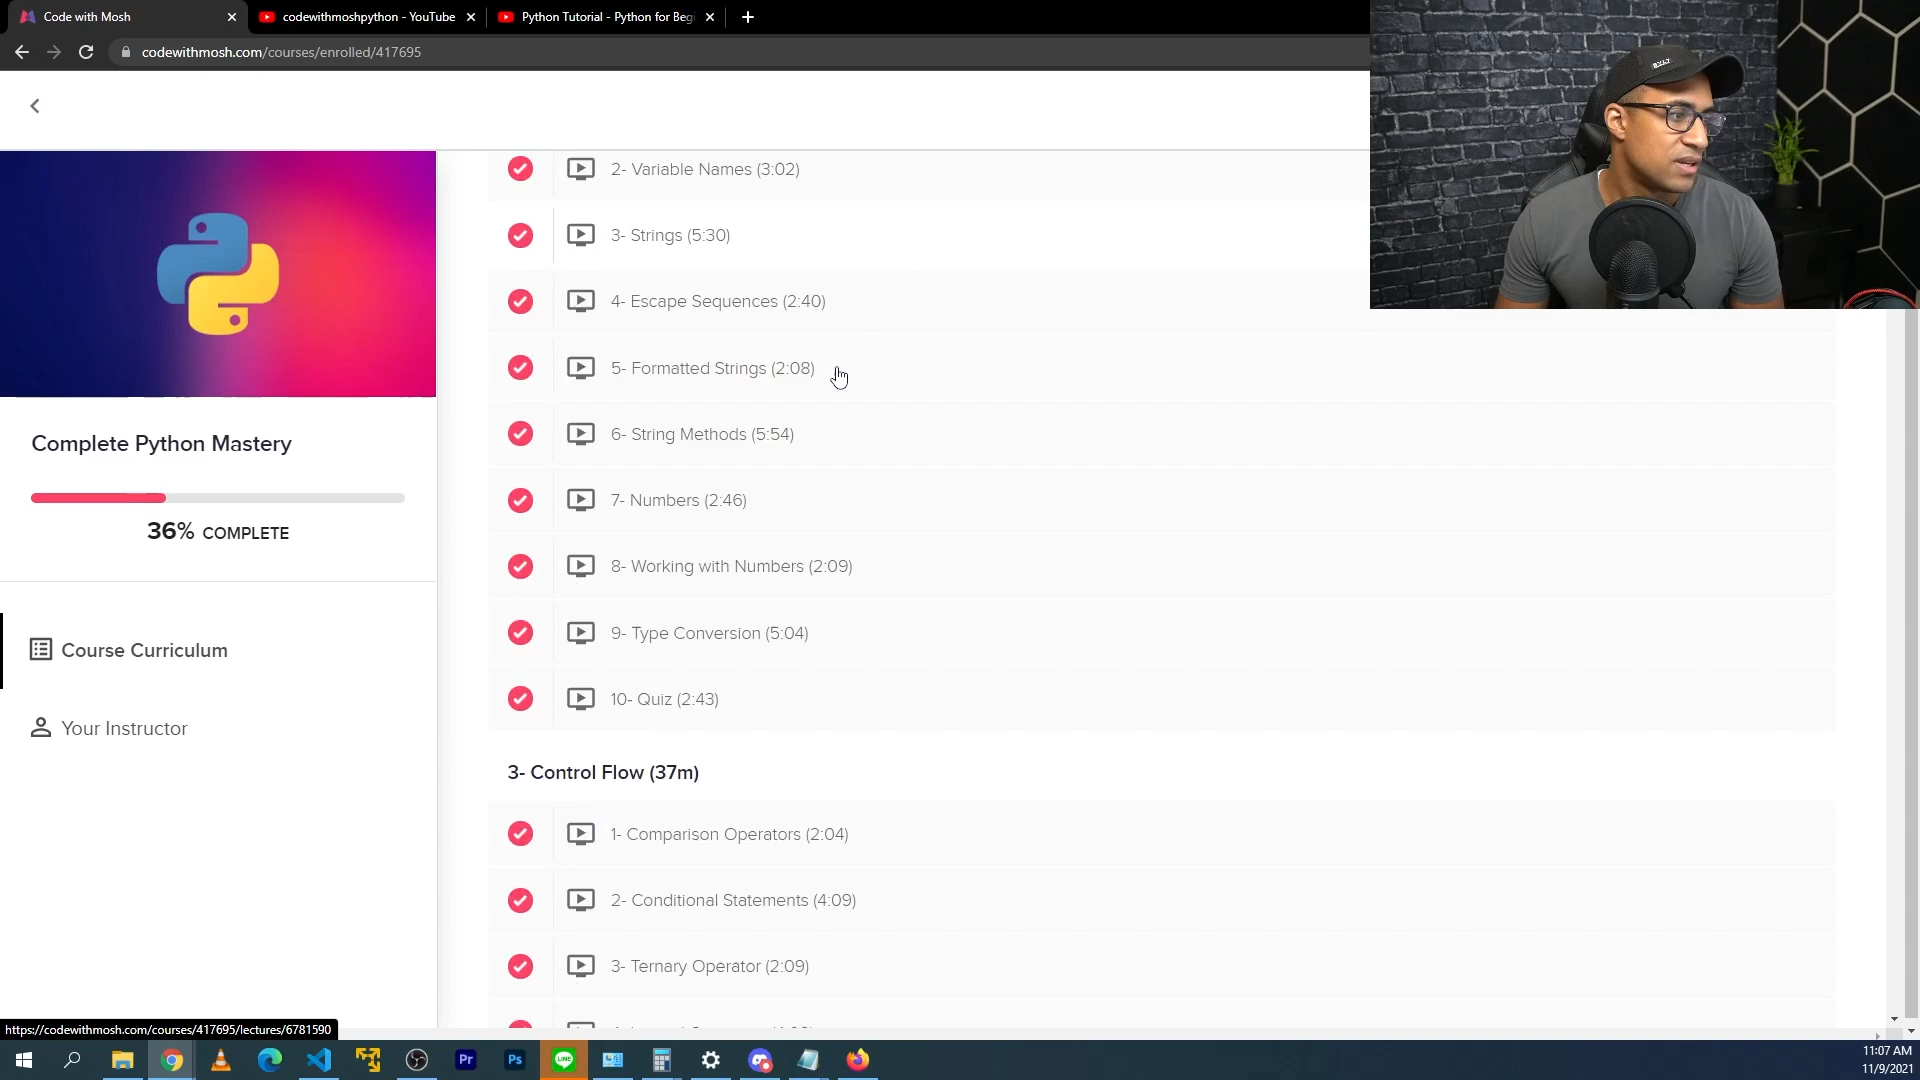 Code with Mosh
codewithmoshpython - YouTube
Python Tutorial - Python for Beg
codewithmosh.com/courses/enrolled/417695
2- Variable Names (3:02)
3- Strings (5:30)
4- Escape Sequences (2:40)
5- Formatted Strings (2:08)
6- String Methods (5:54)
7- Numbers (2:46)
8- Working with Numbers (2:09)
9- Type Conversion (5:04)
10- Quiz (2:43)
3- Control Flow (37m)
1- Comparison Operators (2:04)
2- Conditional Statements (4:09)
3- Ternary Operator (2:09)
Complete Python Mastery
36% COMPLETE
Course Curriculum
Your Instructor
https://codewithmosh.com/courses/417695/lectures/6781590
Pr
Ps
LINE
11:07 AM
11/9/2021